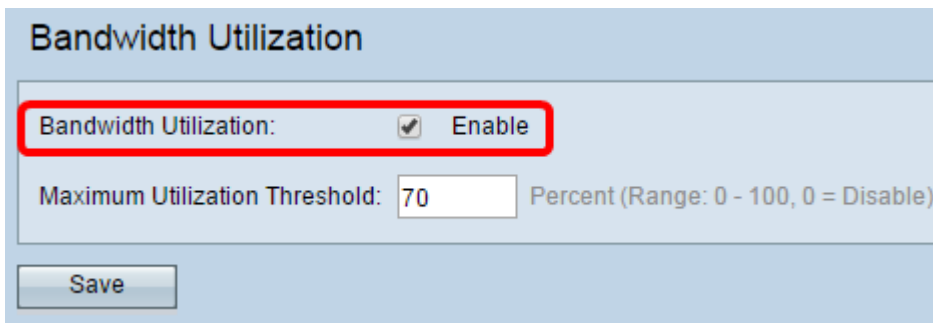 Bandwidth Utilization
Bandwidth Utilization: Enable
Maximum Utilization Threshold: 70 Percent (Range: 0 - 100, 0 = Disable)
Save